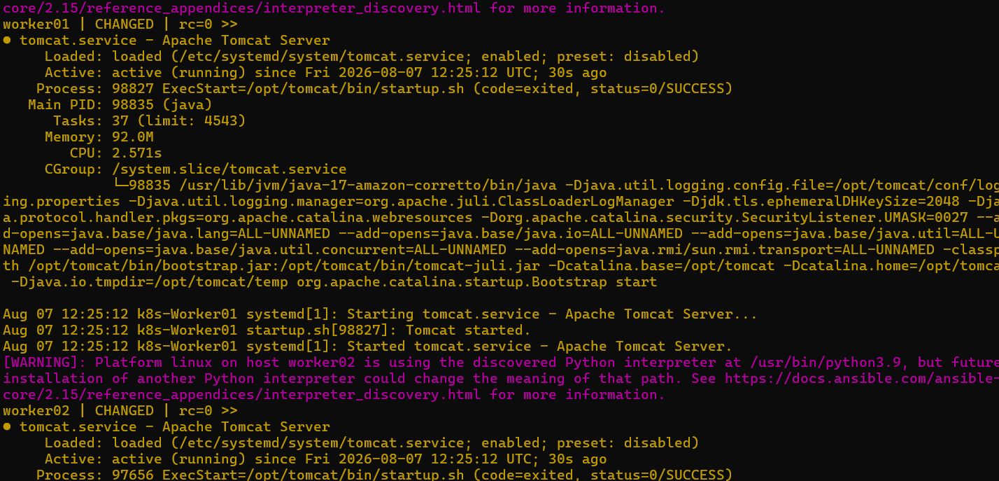 core/2.15/reference_appendices/interpreter_discovery.html for more information.
worker01 | CHANGED | rc=0 >>
● tomcat.service - Apache Tomcat Server
     Loaded: loaded (/etc/systemd/system/tomcat.service; enabled; preset: disabled)
     Active: active (running) since Fri 2026-08-07 12:25:12 UTC; 30s ago
    Process: 98827 ExecStart=/opt/tomcat/bin/startup.sh (code=exited, status=0/SUCCESS)
   Main PID: 98835 (java)
      Tasks: 37 (limit: 4543)
     Memory: 92.0M
        CPU: 2.571s
     CGroup: /system.slice/tomcat.service
             └─98835 /usr/lib/jvm/java-17-amazon-corretto/bin/java -Djava.util.logging.config.file=/opt/tomcat/conf/log
ing.properties -Djava.util.logging.manager=org.apache.juli.ClassLoaderLogManager -Djdk.tls.ephemeralDHKeySize=2048 -Dja
a.protocol.handler.pkgs=org.apache.catalina.webresources -Dorg.apache.catalina.security.SecurityListener.UMASK=0027 --a
d-opens=java.base/java.lang=ALL-UNNAMED --add-opens=java.base/java.io=ALL-UNNAMED --add-opens=java.base/java.util=ALL-U
NAMED --add-opens=java.base/java.util.concurrent=ALL-UNNAMED --add-opens=java.rmi/sun.rmi.transport=ALL-UNNAMED -classp
th /opt/tomcat/bin/bootstrap.jar:/opt/tomcat/bin/tomcat-juli.jar -Dcatalina.base=/opt/tomcat -Dcatalina.home=/opt/tomca
 -Djava.io.tmpdir=/opt/tomcat/temp org.apache.catalina.startup.Bootstrap start

Aug 07 12:25:12 k8s-Worker01 systemd[1]: Starting tomcat.service - Apache Tomcat Server...
Aug 07 12:25:12 k8s-Worker01 startup.sh[98827]: Tomcat started.
Aug 07 12:25:12 k8s-Worker01 systemd[1]: Started tomcat.service - Apache Tomcat Server.
[WARNING]: Platform linux on host worker02 is using the discovered Python interpreter at /usr/bin/python3.9, but future
installation of another Python interpreter could change the meaning of that path. See https://docs.ansible.com/ansible-
core/2.15/reference_appendices/interpreter_discovery.html for more information.
worker02 | CHANGED | rc=0 >>
● tomcat.service - Apache Tomcat Server
     Loaded: loaded (/etc/systemd/system/tomcat.service; enabled; preset: disabled)
     Active: active (running) since Fri 2026-08-07 12:25:12 UTC; 30s ago
    Process: 97656 ExecStart=/opt/tomcat/bin/startup.sh (code=exited, status=0/SUCCESS)